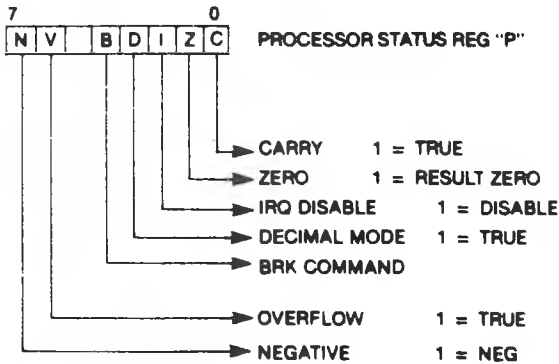 7 0
N V B D I Z C PROCESSOR STATUS REG "P"
CARRY 1 = TRUE
ZERO 1 = RESULT ZERO
IRQ DISABLE 1 = DISABLE
DECIMAL MODE 1 = TRUE
BRK COMMAND
OVERFLOW 1 = TRUE
NEGATIVE 1 = NEG